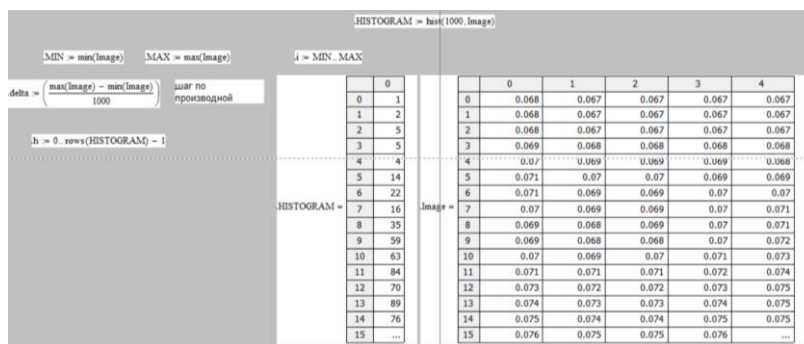 .HISTOGRAM := hist(1000,Image)
.MIN := min(Image) .MAX := max(Image) .i := MIN..MAX
.delta := (max(Image) − min(Image) / 1000) шаг по производной
.h := 0..rows(HISTOGRAM) − 1
.HISTOGRAM =
0
0 1
1 2
2 5
3 5
4 4
5 14
6 22
7 16
8 35
9 59
10 63
11 84
12 70
13 89
14 76
15 ...
.Image =
0 1 2 3 4
0 0.068 0.067 0.067 0.067 0.067
1 0.068 0.067 0.067 0.067 0.067
2 0.068 0.067 0.067 0.067 0.067
3 0.069 0.068 0.068 0.068 0.068
4 0.07 0.069 0.069 0.069 0.068
5 0.071 0.07 0.07 0.069 0.069
6 0.071 0.069 0.069 0.07 0.07
7 0.07 0.069 0.069 0.07 0.071
8 0.069 0.068 0.069 0.07 0.071
9 0.069 0.068 0.068 0.07 0.072
10 0.07 0.069 0.07 0.071 0.073
11 0.071 0.071 0.071 0.072 0.074
12 0.073 0.072 0.072 0.073 0.075
13 0.074 0.073 0.073 0.074 0.075
14 0.075 0.074 0.074 0.075 0.075
15 0.076 0.075 0.075 0.076 ...